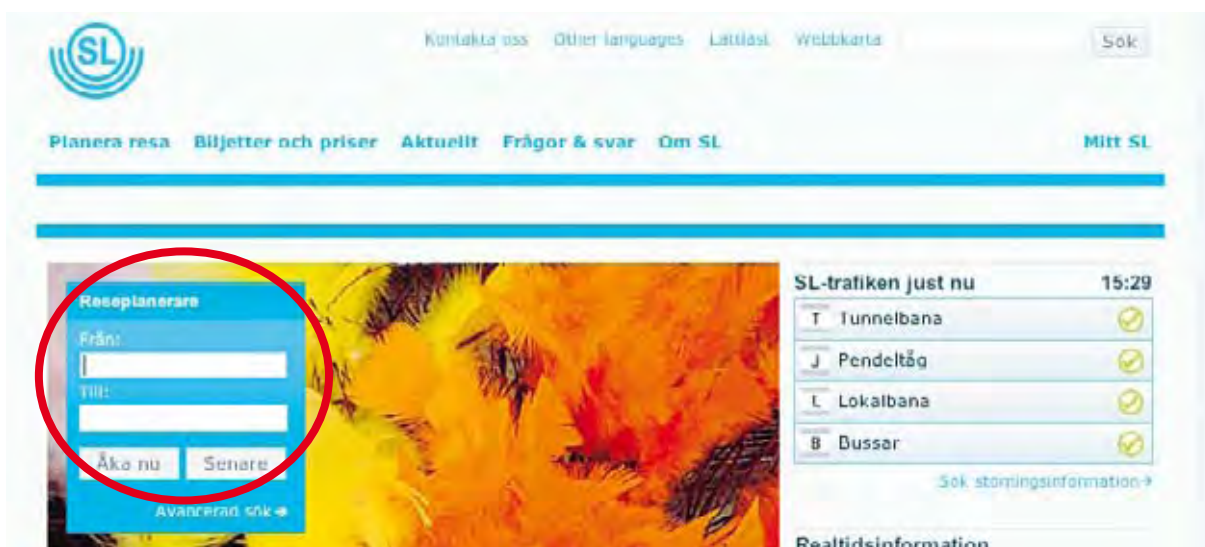 SL
Kontakta oss Other languages Lättläst Webbkarta Sök
Planera resa Biljetter och priser Aktuellt Frågor & svar Om SL Mitt SL
Reseplanerare
Från:
Till:
Åka nu Senare
Avancerad sök
SL-trafiken just nu 15:29
T Tunnelbana
J Pendeltåg
L Lokalbana
B Bussar
Sök störningsinformation
Realtidsinformation